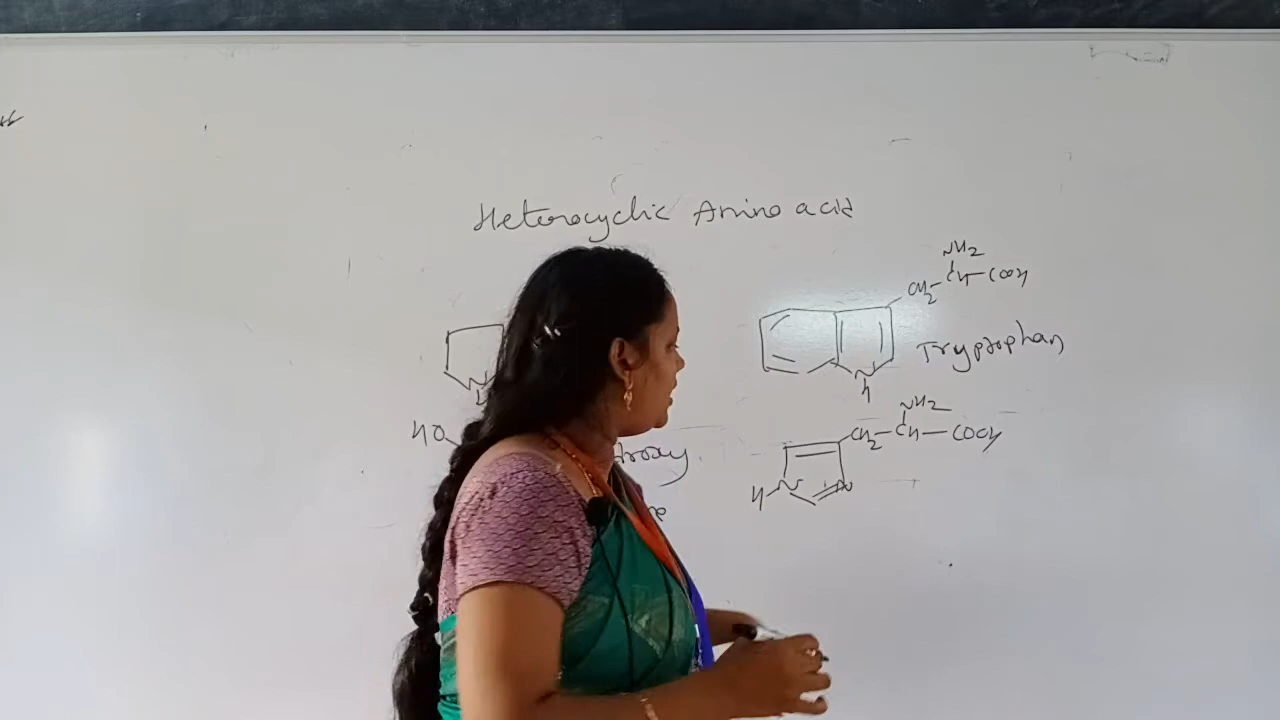 Heterocyclic Amino acid
NH2
CH2-CH-COOH
N
H
Tryptophan
N
HO
NH2
CH2-CH-COOH
H-N
N